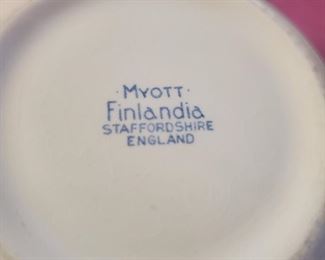 · MYOTT ·
Finlandia
STAFFORDSHIRE
ENGLAND